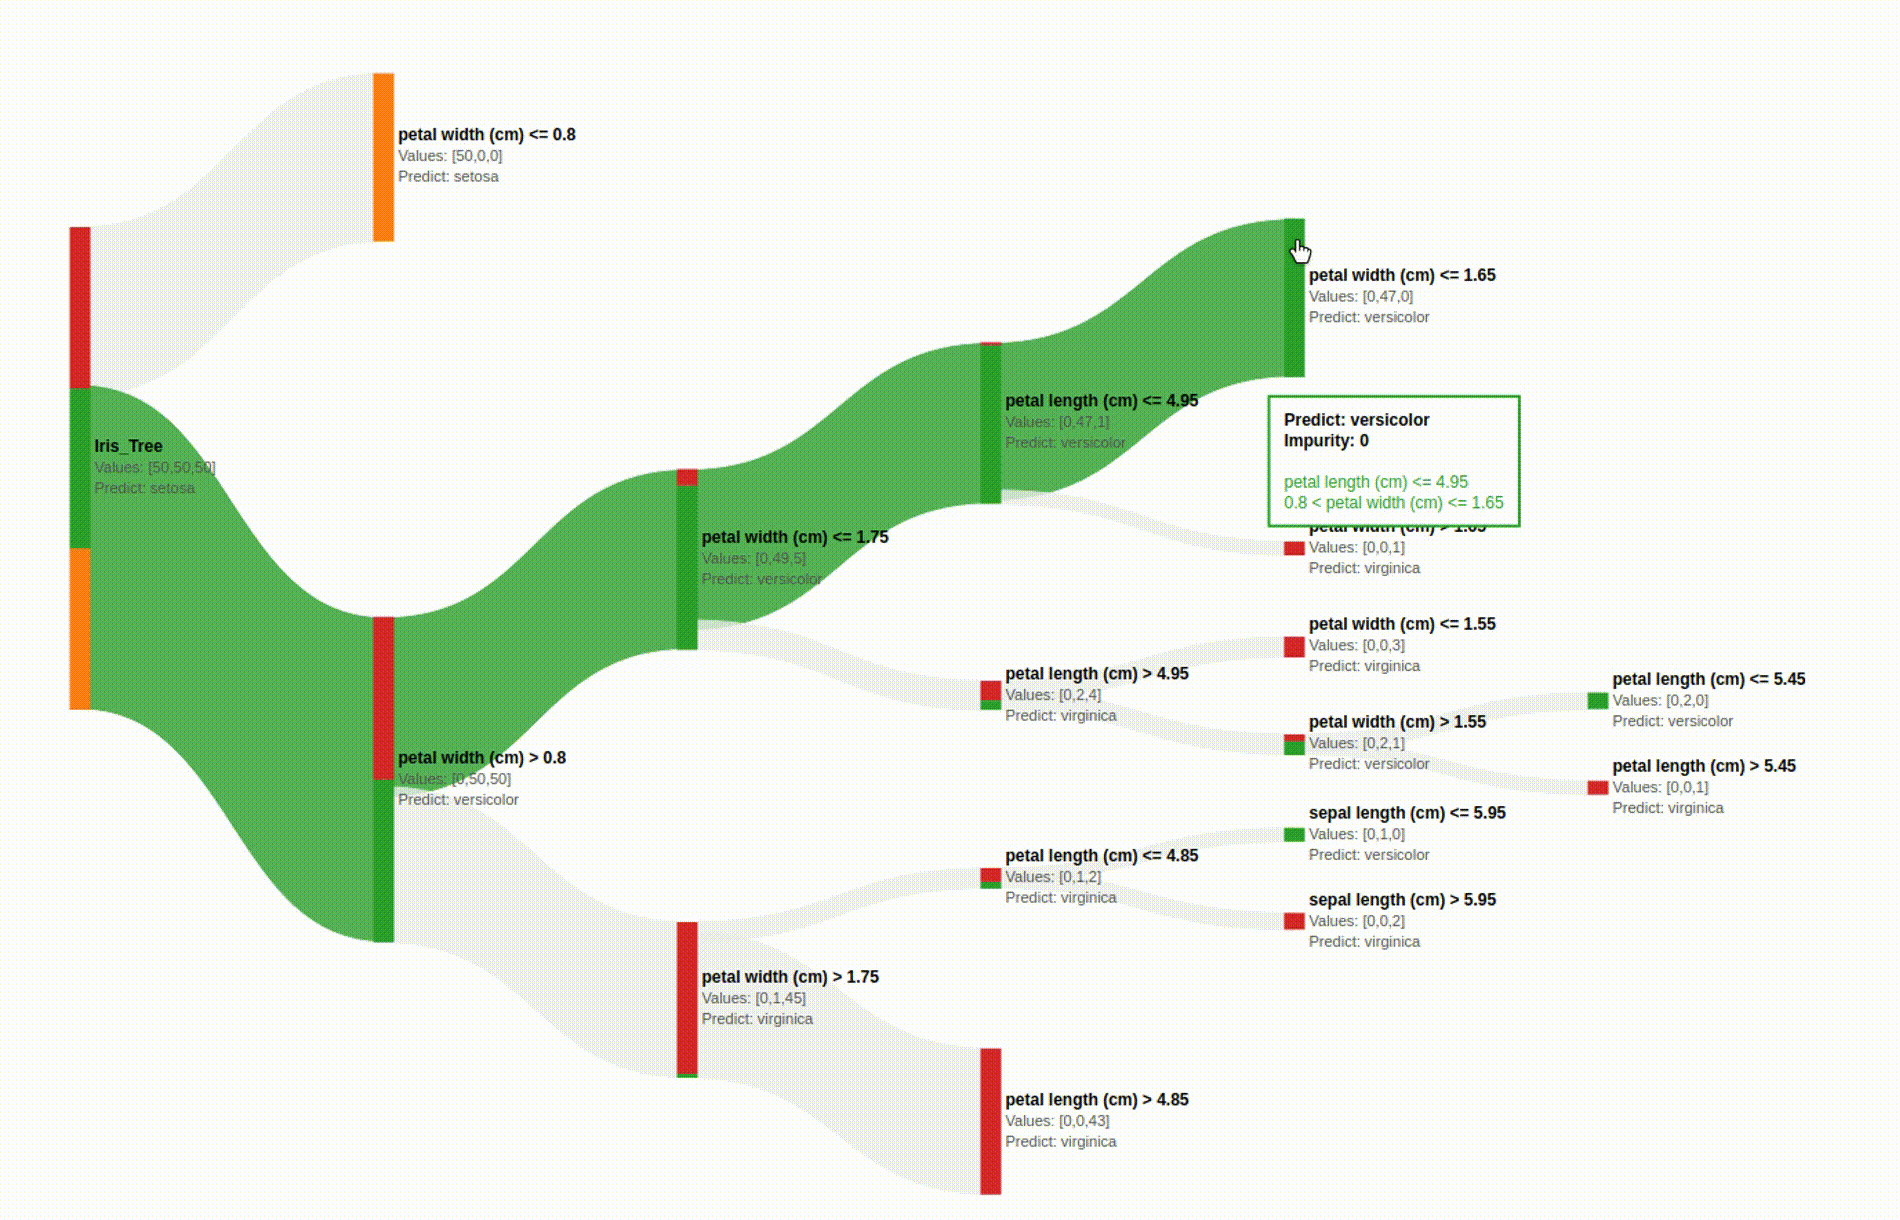 petal width (cm) <= 0.8
Values: [50,0,0]
Predict: setosa
Iris_Tree
Values: [50,50,50]
Predict: setosa
petal width (cm) > 0.8
Values: [0,50,50]
Predict: versicolor
petal width (cm) <= 1.75
Values: [0,49,5]
Predict: versicolor
petal width (cm) > 1.75
Values: [0,1,45]
Predict: virginica
petal length (cm) <= 4.95
Values: [0,47,1]
Predict: versicolor
petal length (cm) > 4.95
Values: [0,2,4]
Predict: virginica
petal length (cm) <= 4.85
Values: [0,1,2]
Predict: virginica
petal length (cm) > 4.85
Values: [0,0,43]
Predict: virginica
petal width (cm) <= 1.65
Values: [0,47,0]
Predict: versicolor
Predict: versicolor
Impurity: 0
petal length (cm) <= 4.95
0.8 < petal width (cm) <= 1.65
petal width (cm) > 1.65
Values: [0,0,1]
Predict: virginica
petal width (cm) <= 1.55
Values: [0,0,3]
Predict: virginica
petal width (cm) > 1.55
Values: [0,2,1]
Predict: versicolor
sepal length (cm) <= 5.95
Values: [0,1,0]
Predict: versicolor
sepal length (cm) > 5.95
Values: [0,0,2]
Predict: virginica
petal length (cm) <= 5.45
Values: [0,2,0]
Predict: versicolor
petal length (cm) > 5.45
Values: [0,0,1]
Predict: virginica